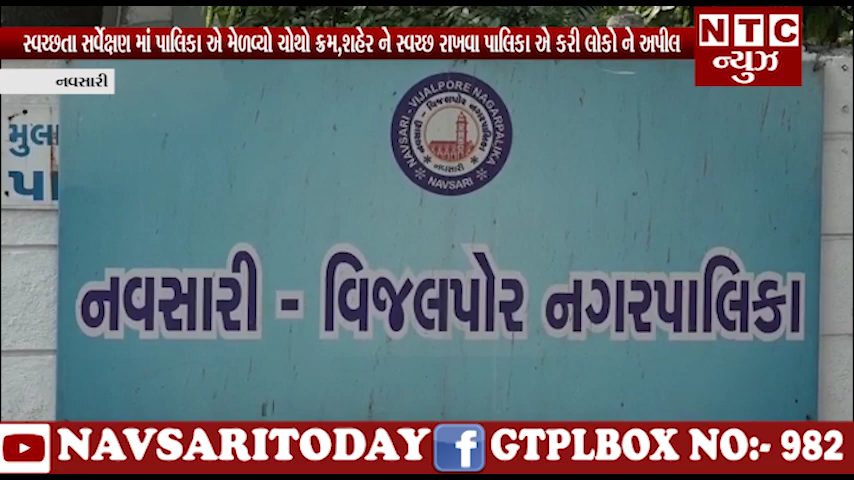 સ્વચ્છતા સર્વેક્ષણ માં પાલિકા એ મેળવ્યો ચોથો ક્રમ,શહેર ને સ્વચ્છ રાખવા પાલિકા એ કરી લોકો ને અપીલ
NTC
ન્યુઝ
નવસારી
મુલા
પા
NAVSARI - VIJALPORE NAGARPALIKA
નવસારી
NAVSARI
નવસારી - વિજલપોર નગરપાલિકા
NAVSARITODAY GTPLBOX NO:- 982